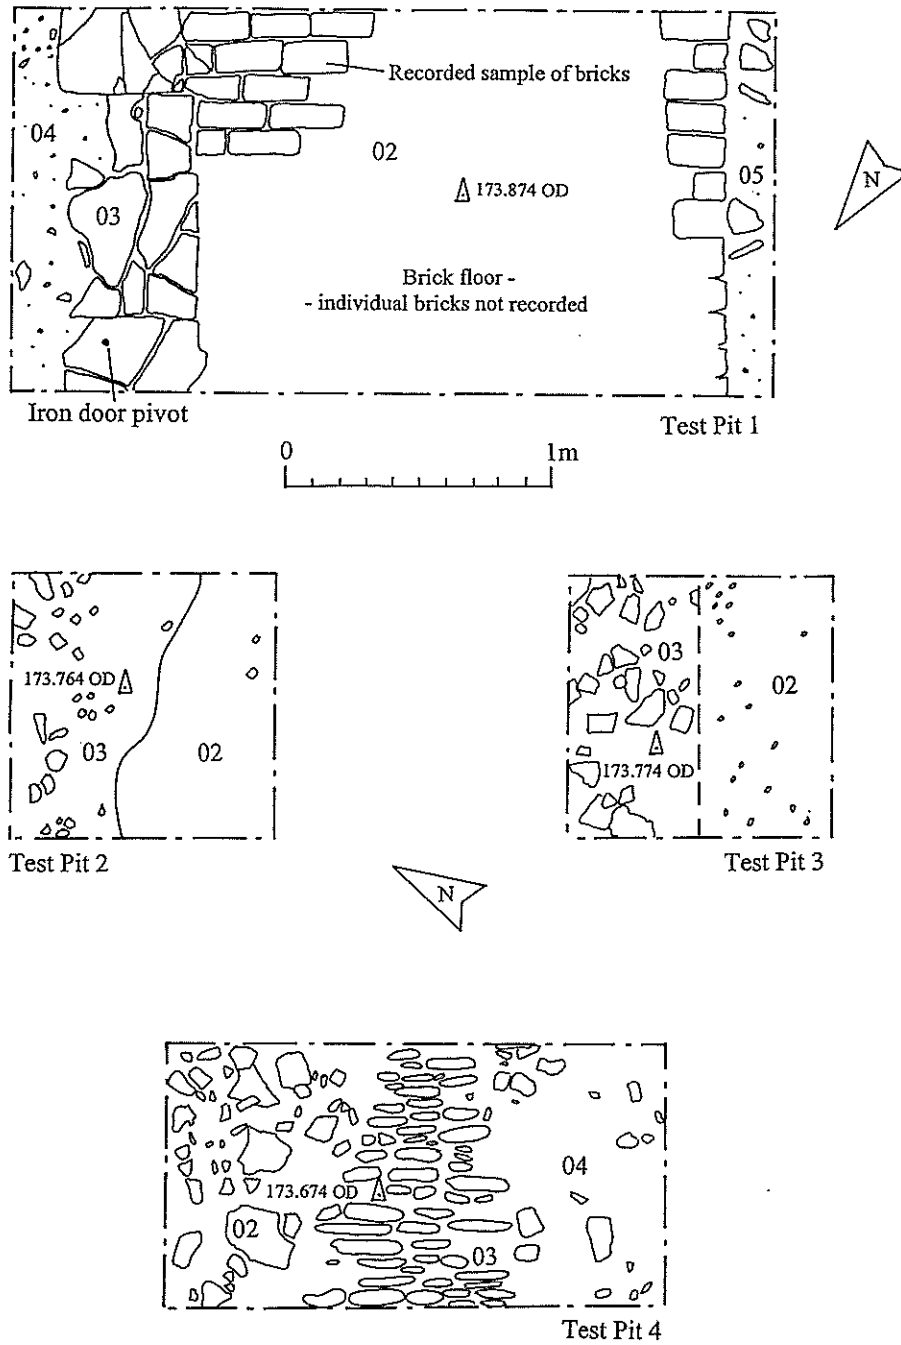 Recorded sample of bricks
04
02
05
N
173.874 OD
03
Brick floor -
- individual bricks not recorded
Iron door pivot
Test Pit 1
0
1m
03
173.764 OD
02
173.774 OD
03
02
Test Pit 2
Test Pit 3
N
04
173.674 OD
02
03
Test Pit 4